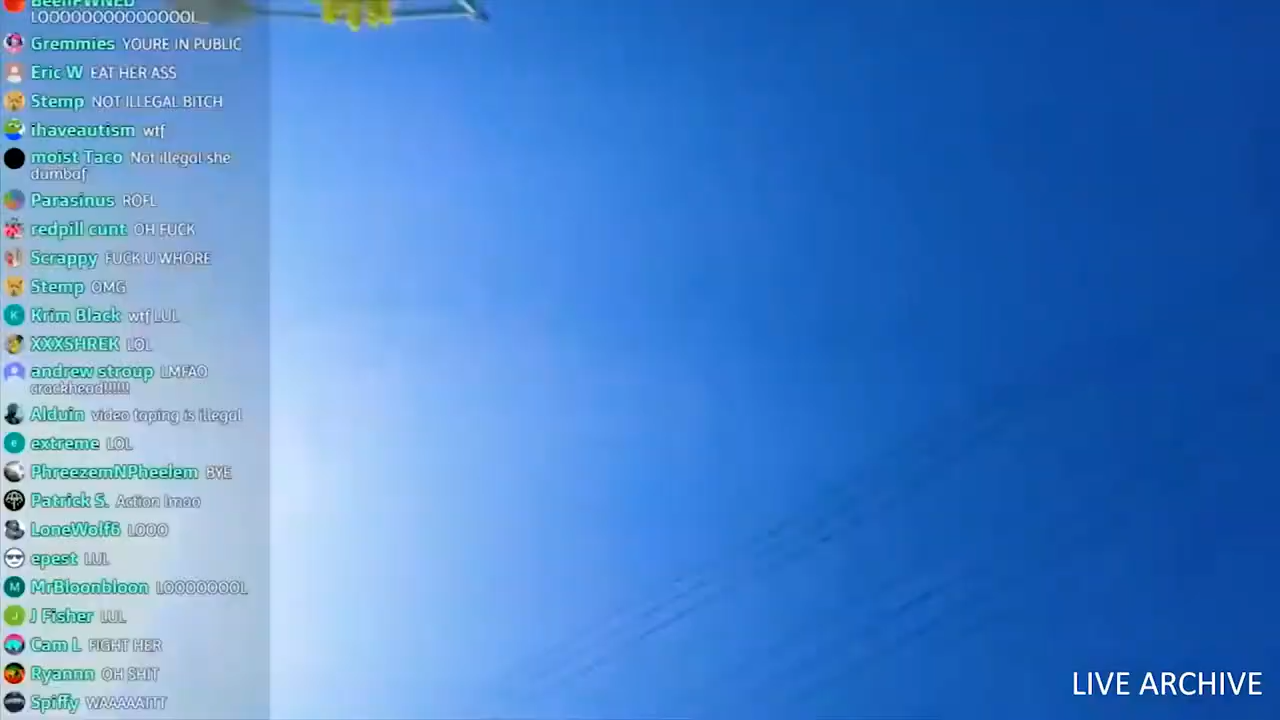 BeenPWNED
LOOOOOOOOOOOOOOL
Gremmies YOURE IN PUBLIC
Eric W EAT HER ASS
Stemp NOT ILLEGAL BITCH
ihaveautism wtf
moist Taco Not illegal she
dumbaf
Parasinus ROFL
redpill cunt OH FUCK
Scrappy FUCK U WHORE
Stemp OMG
K Krim Black wtf LUL
XXXSHREK LOL
andrew stroup LMFAO
crackhead!!!!!!
Alduin video taping is illegal
e extreme LOL
PhreezemNPheelem BYE
Patrick S. Action lmao
LoneWolf6 LOOO
epest LUL
M MrBloonbloon LOOOOOOOL
J J Fisher LUL
Cam L FIGHT HER
Ryannn OH SHIT
Spiffy WAAAAATTT
LIVE ARCHIVE